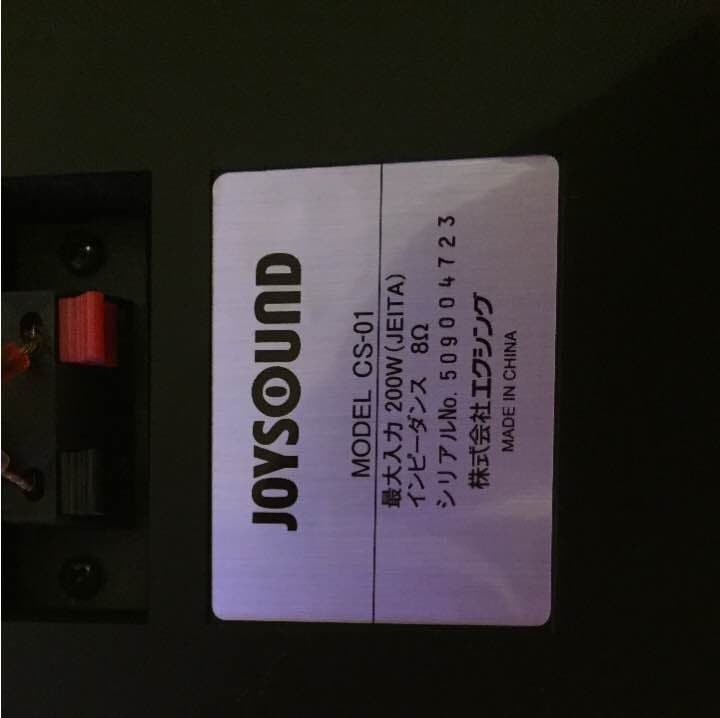 JOYSOUND
MODEL CS-01
最大入力 200W(JEITA)
インピーダンス 8Ω
シリアルNo. 509004723
株式会社エクシング
MADE IN CHINA